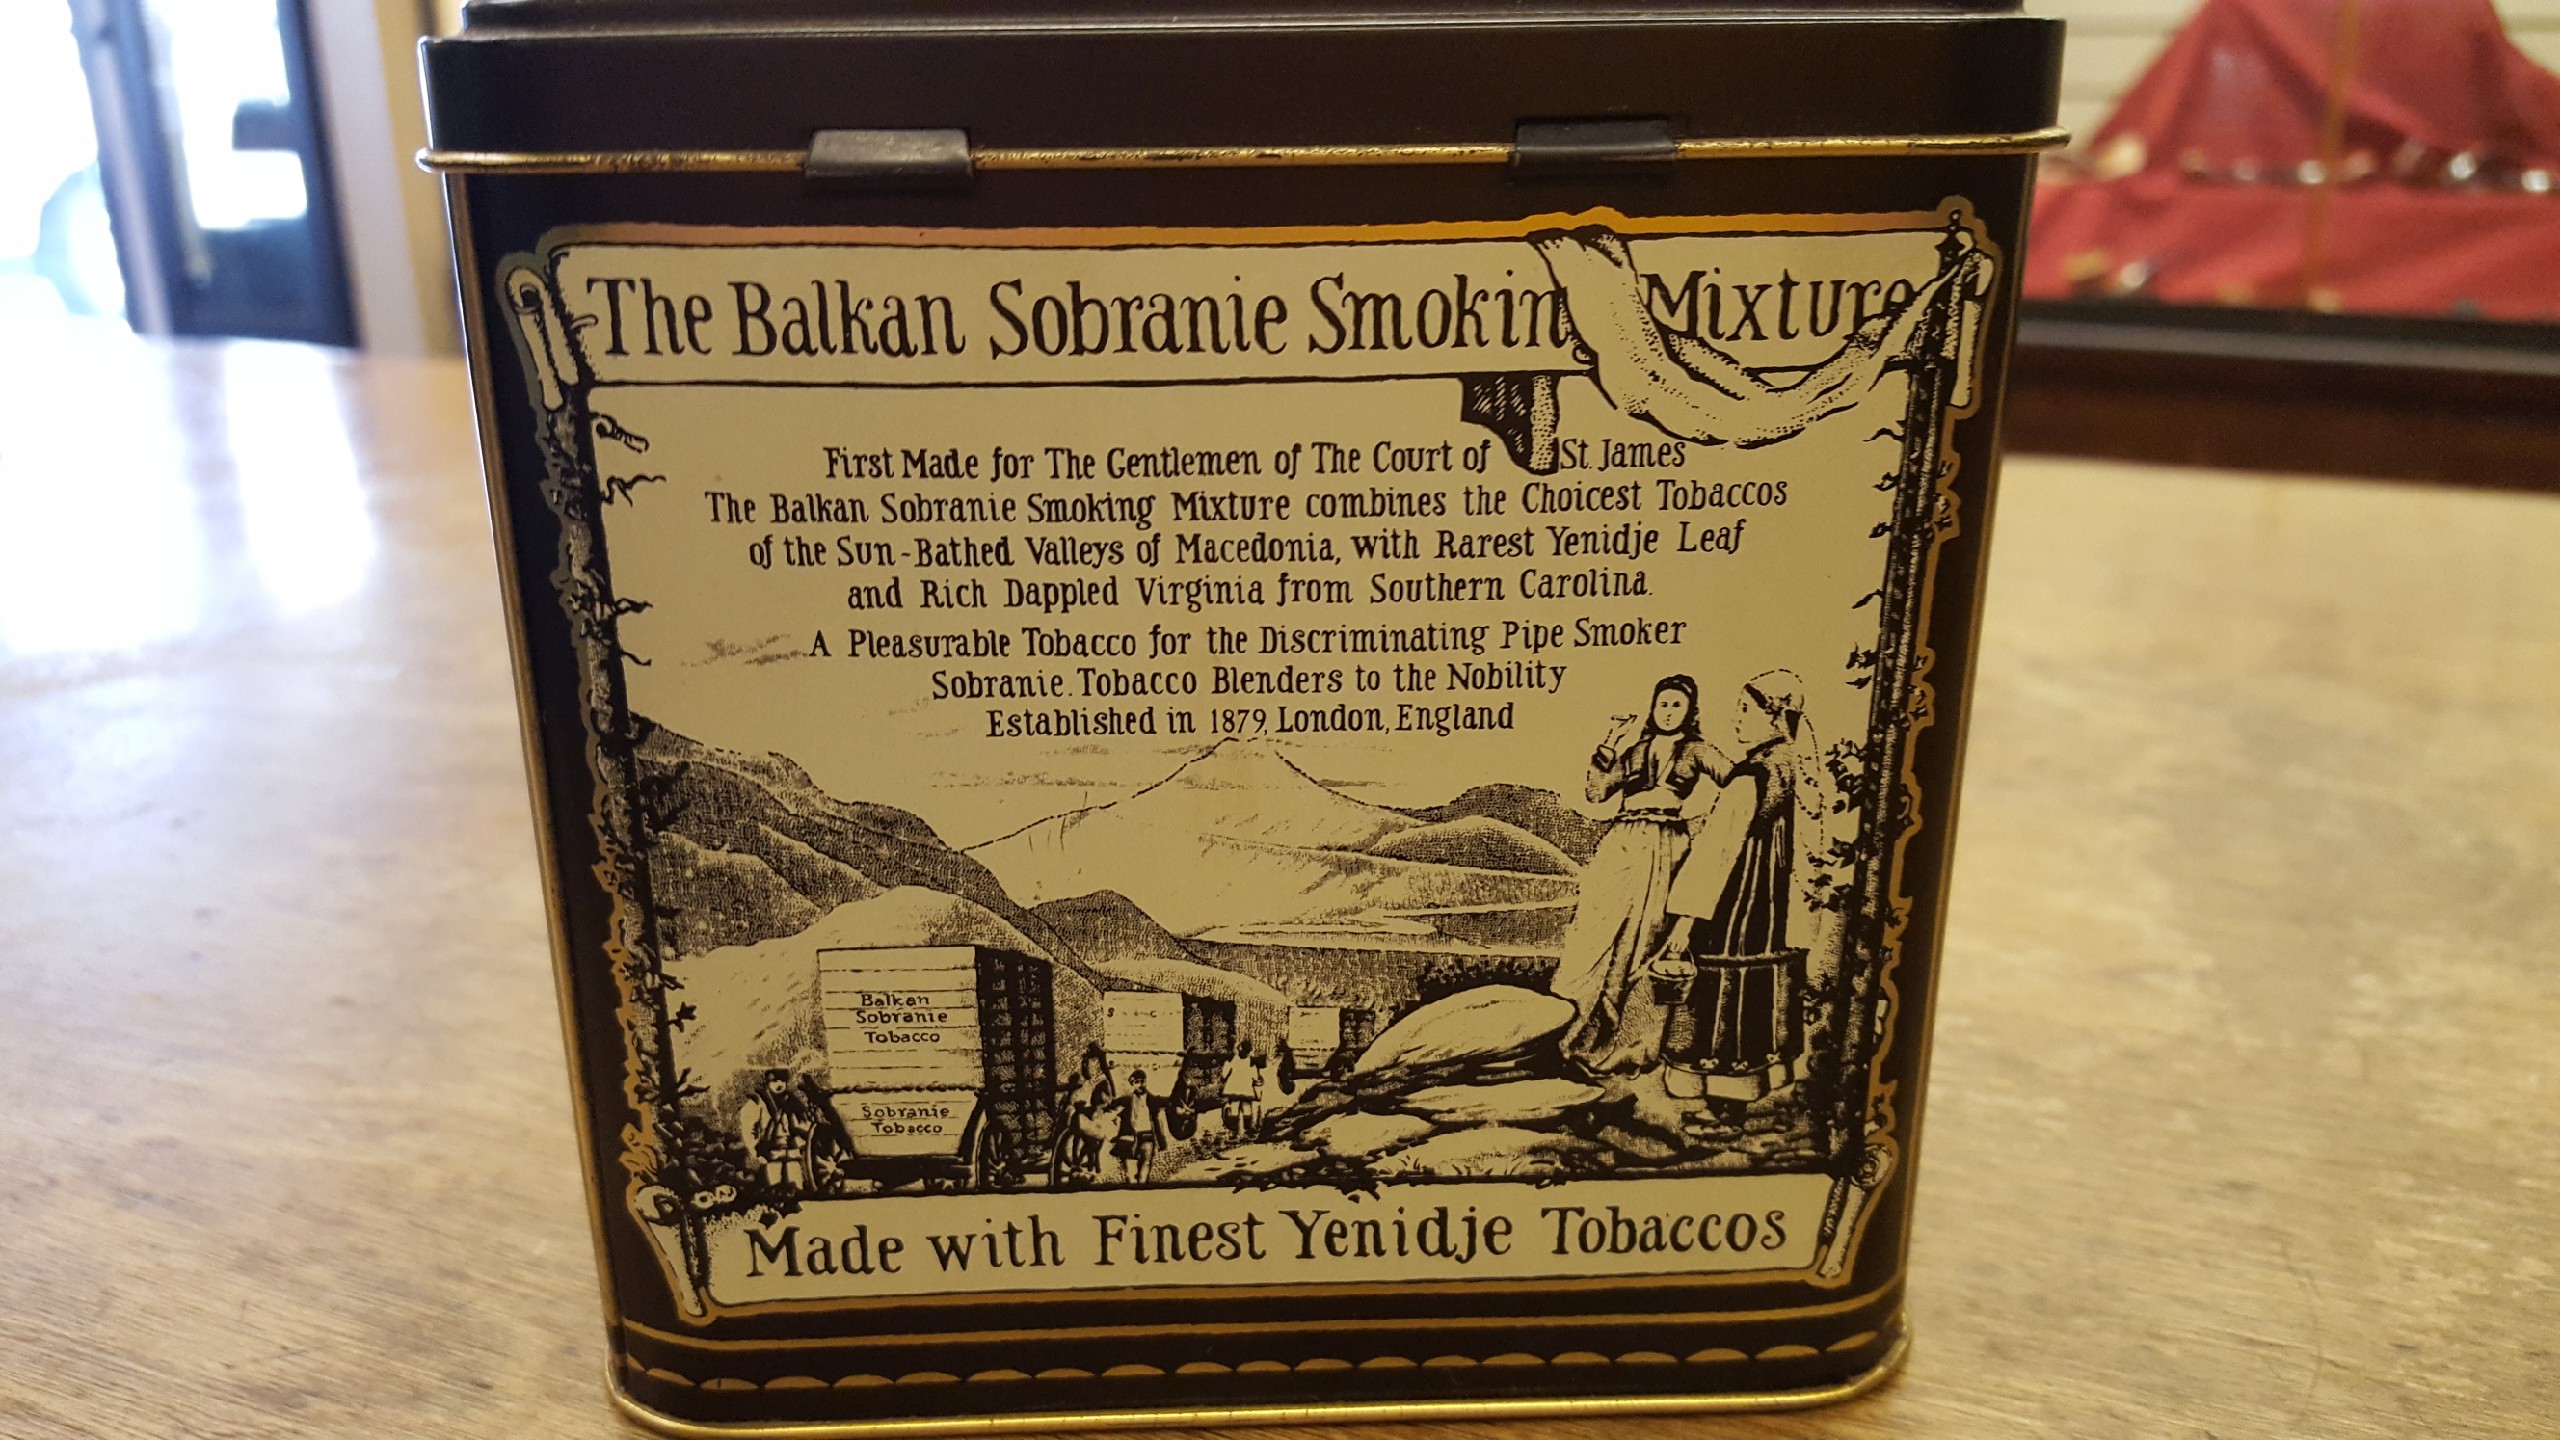 The Balkan Sobranie Smoking Mixture
First Made for The Gentlemen of The Court of St. James
The Balkan Sobranie Smoking Mixture combines the Choicest Tobaccos
of the Sun-Bathed Valleys of Macedonia, with Rarest Yenidje Leaf
and Rich Dappled Virginia from Southern Carolina.
A Pleasurable Tobacco for the Discriminating Pipe Smoker
Sobranie. Tobacco Blenders to the Nobility
Established in 1879, London, England
Balkan
Sobranie
Tobacco
Sobranie
Tobacco
Made with Finest Yenidje Tobaccos